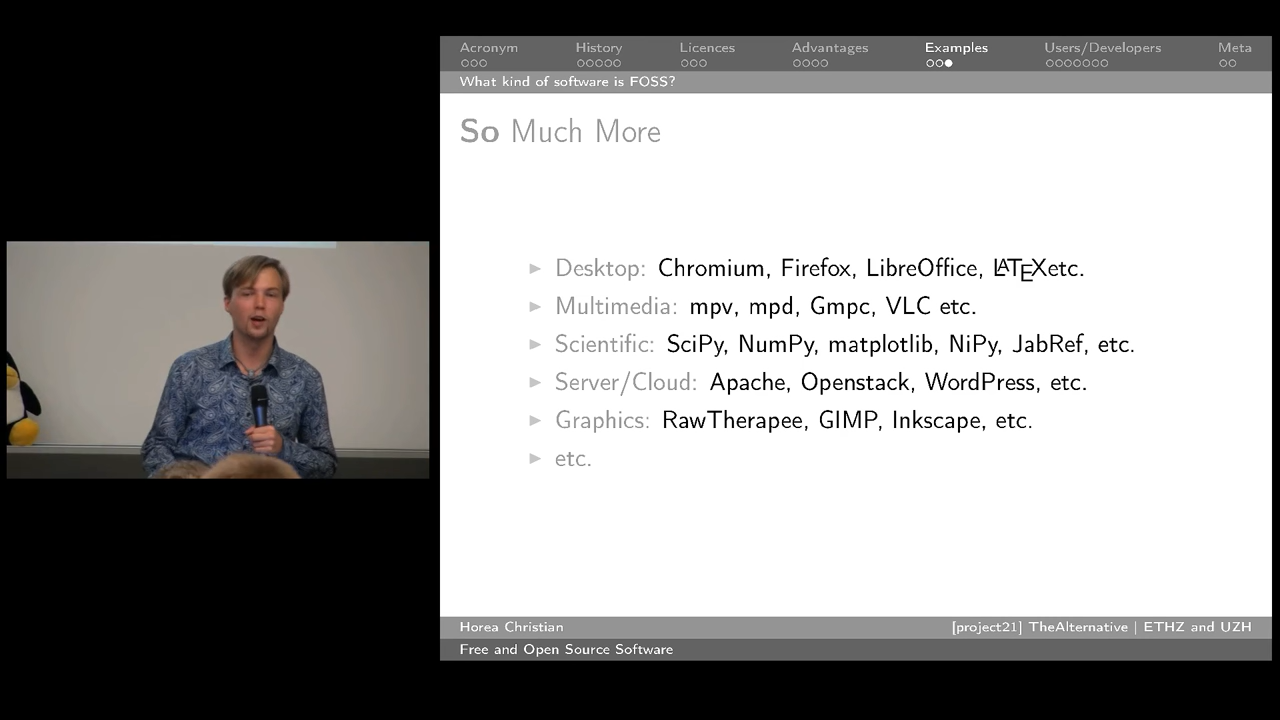 Acronym History Licences Advantages Examples Users/Developers Meta
What kind of software is FOSS?
So Much More
Desktop: Chromium, Firefox, LibreOffice, LATEXetc.
Multimedia: mpv, mpd, Gmpc, VLC etc.
Scientific: SciPy, NumPy, matplotlib, NiPy, JabRef, etc.
Server/Cloud: Apache, Openstack, WordPress, etc.
Graphics: RawTherapee, GIMP, Inkscape, etc.
etc.
Horea Christian [project21] TheAlternative | ETHZ and UZH
Free and Open Source Software